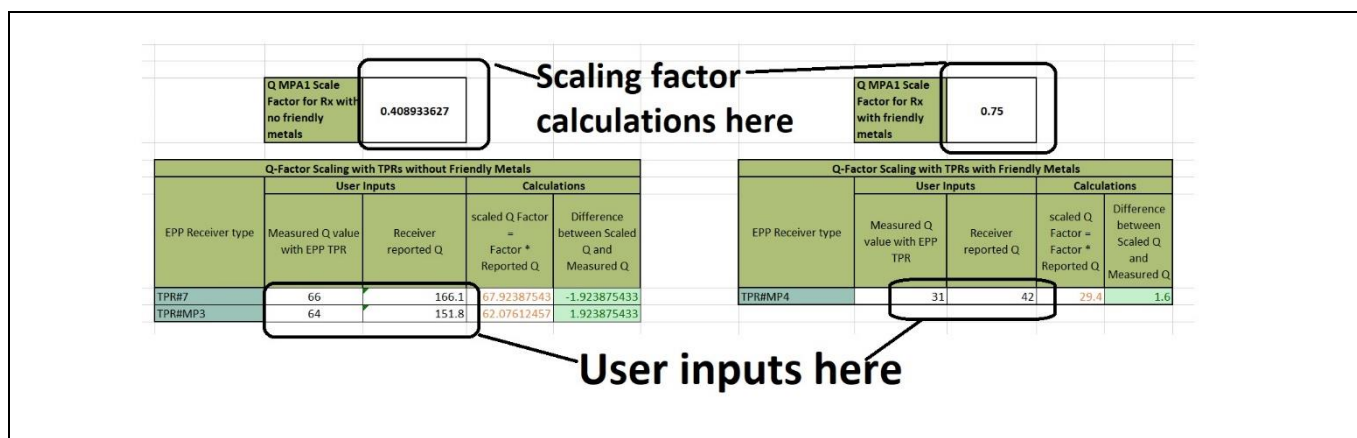 Q MPA1 Scale
Factor for Rx with
no friendly
metals
0.408933627
Scaling factor
calculations here
Q MPA1 Scale
Factor for Rx
with friendly
metals
0.75
Q-Factor Scaling with TPRs without Friendly Metals
User Inputs
Calculations
EPP Receiver type
Measured Q value
with EPP TPR
Receiver
reported Q
scaled Q Factor
=
Factor *
Reported Q
Difference
between Scaled
Q and
Measured Q
TPR#7
66
166.1
67.92387543
-1.923875433
TPR#MP3
64
151.8
62.07612457
1.923875433
Q-Factor Scaling with TPRs with Friendly Metals
User Inputs
Calculations
EPP Receiver type
Measured Q
value with EPP
TPR
Receiver
reported Q
scaled Q
Factor =
Factor *
Reported Q
Difference
between
Scaled Q
and
Measured Q
TPR#MP4
31
42
29.4
1.6
User inputs here